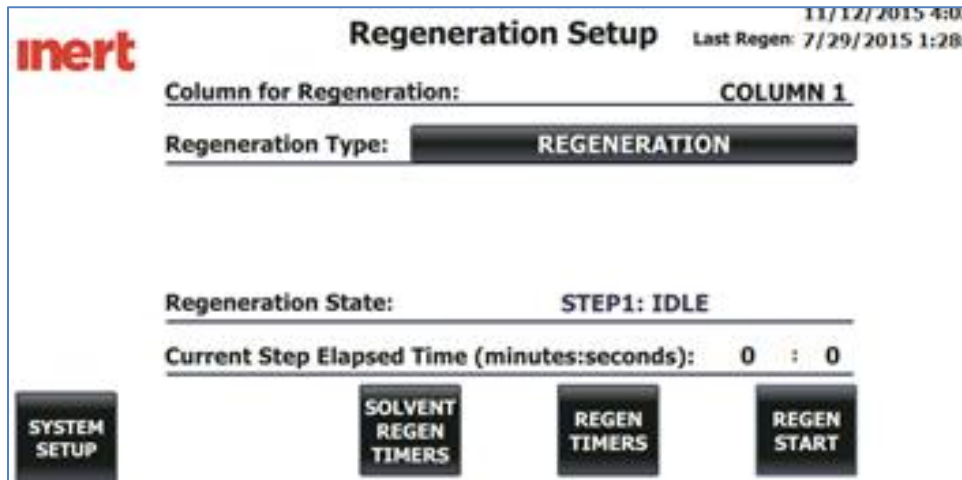 11/12/2015 4:0
inert
Regeneration Setup
Last Regen: 7/29/2015 1:28
Column for Regeneration: COLUMN 1
Regeneration Type: REGENERATION
Regeneration State: STEP1: IDLE
Current Step Elapsed Time (minutes:seconds): 0 : 0
SYSTEM
SETUP
SOLVENT
REGEN
TIMERS
REGEN
TIMERS
REGEN
START